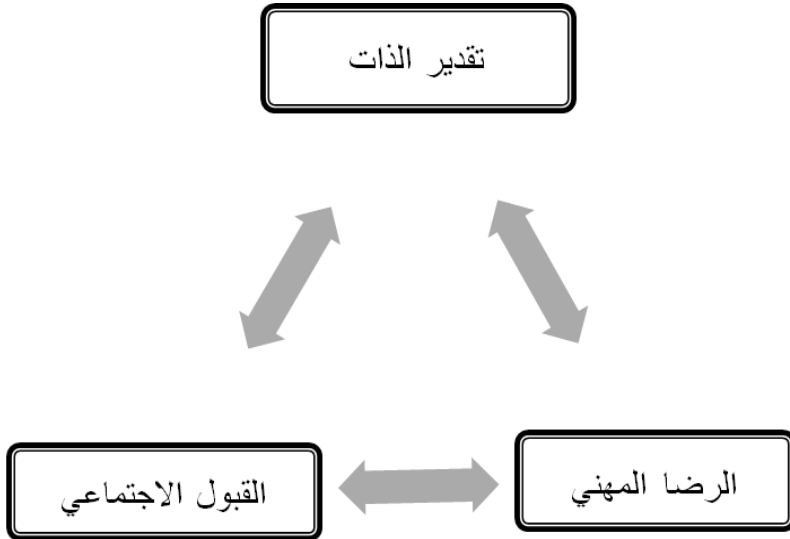 تقدير الذات
الرضا المهني
القبول الاجتماعي